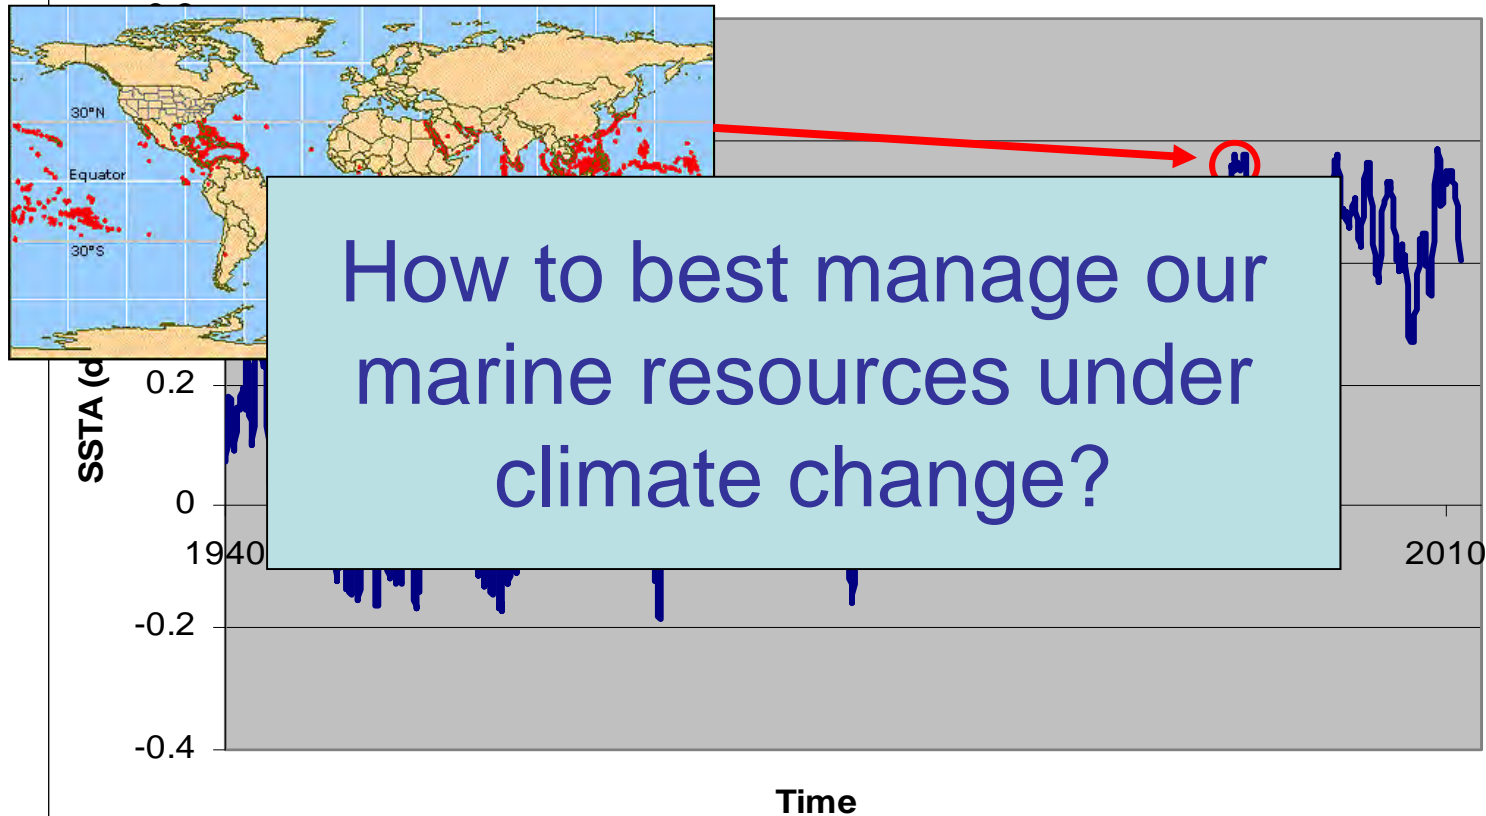 30°N
Equator
30°S
How to best manage our
marine resources under
climate change?
SSTA (d
0.2
0
1940
2010
-0.2
-0.4
Time